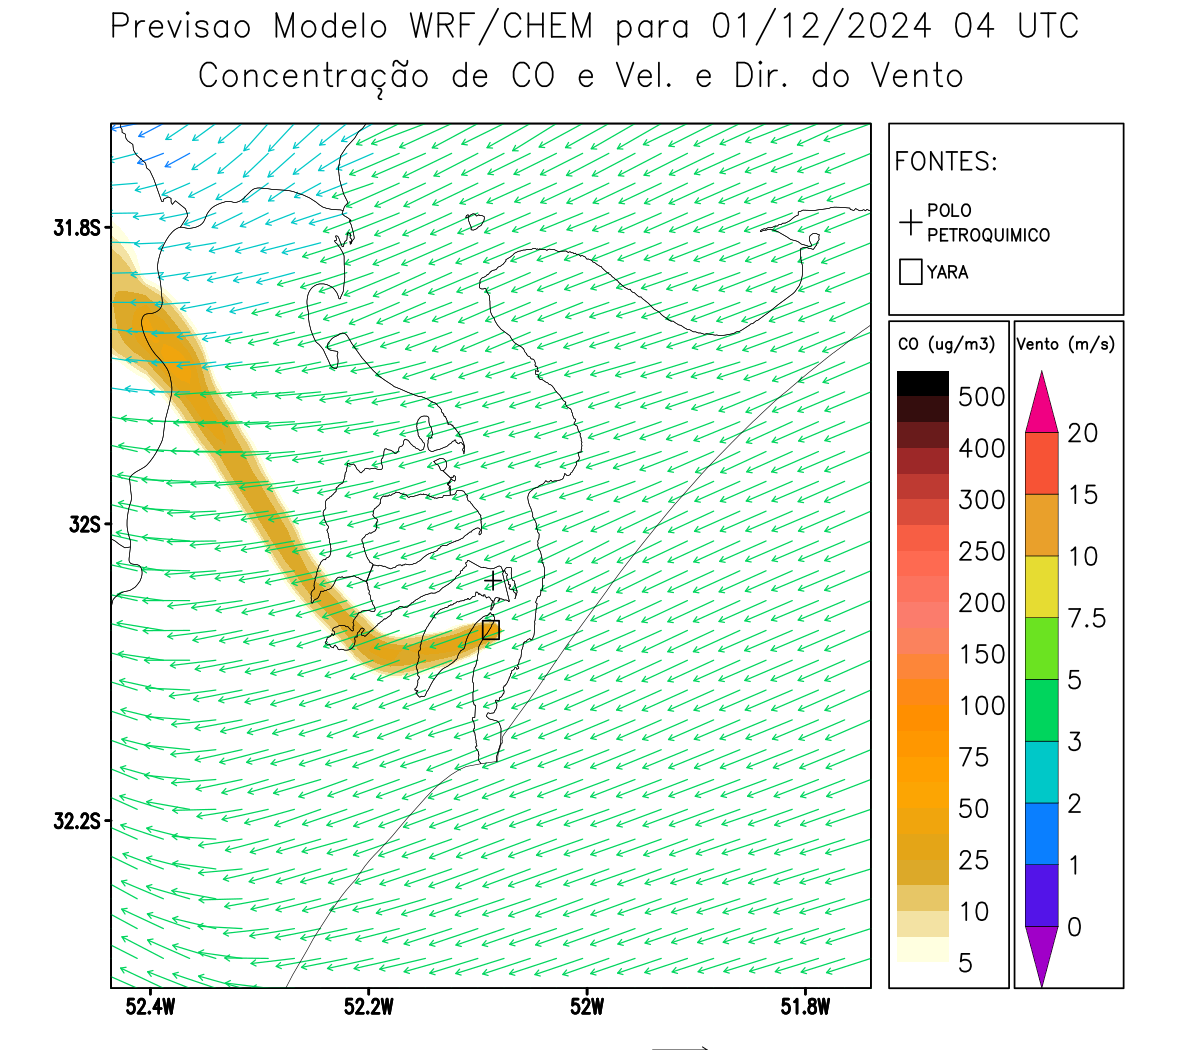 Previsao Modelo WRF/CHEM para 01/12/2024 04 UTC
Concentração de CO e Vel. e Dir. do Vento
FONTES:
POLO
PETROQUIMICO
YARA
31.8S
32S
32.2S
52.4W
52.2W
52W
51.8W
CO (ug/m3)
500
400
300
250
200
150
100
75
50
25
10
5
Vento (m/s)
20
15
10
7.5
5
3
2
1
0